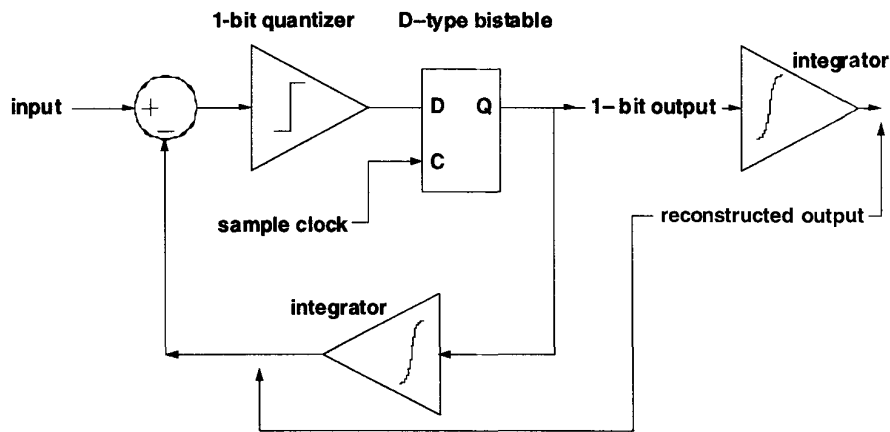 1-bit quantizer
D–type bistable
integrator
input
+
−
D
Q
1–bit output
C
sample clock
reconstructed output
integrator